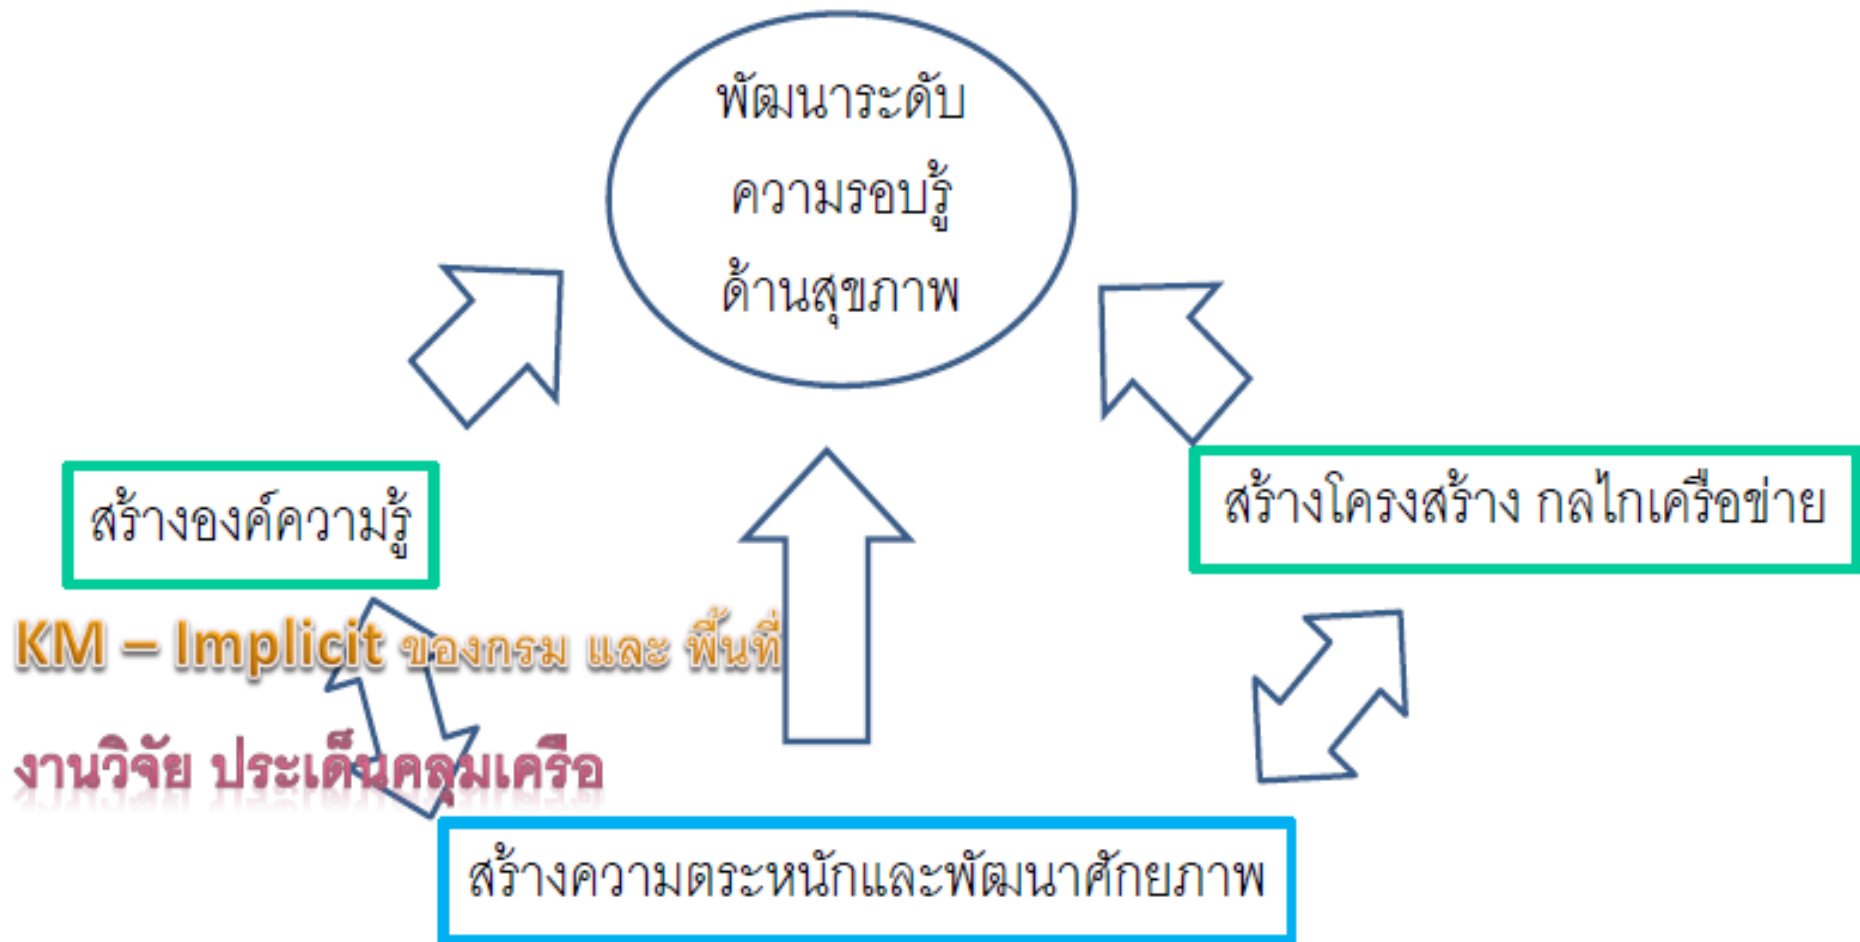 พัฒนาระดับ
ความรอบรู้
ด้านสุขภาพ
สร้างองค์ความรู้
สร้างโครงสร้าง กลไกเครือข่าย
KM – Implicit ของกรม และ พื้นที่
งานวิจัย ประเด็นคลุมเครือ
สร้างความตระหนักและพัฒนาศักยภาพ